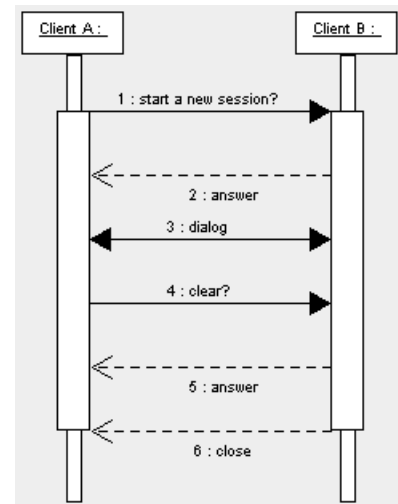 Client A :
Client B :
1 : start a new session?
2 : answer
3 : dialog
4 : clear?
5 : answer
6 : close